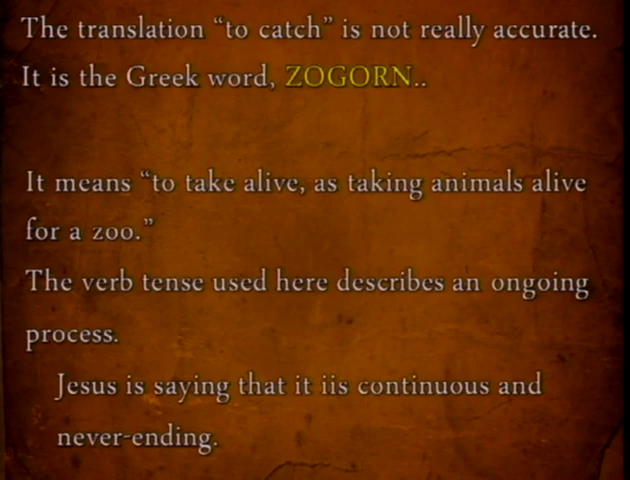 The translation “to catch” is not really accurate.
It is the Greek word, ZOGORN..
It means “to take alive, as taking animals alive
for a zoo.”
The verb tense used here describes an ongoing
process.
Jesus is saying that it iis continuous and
never-ending.